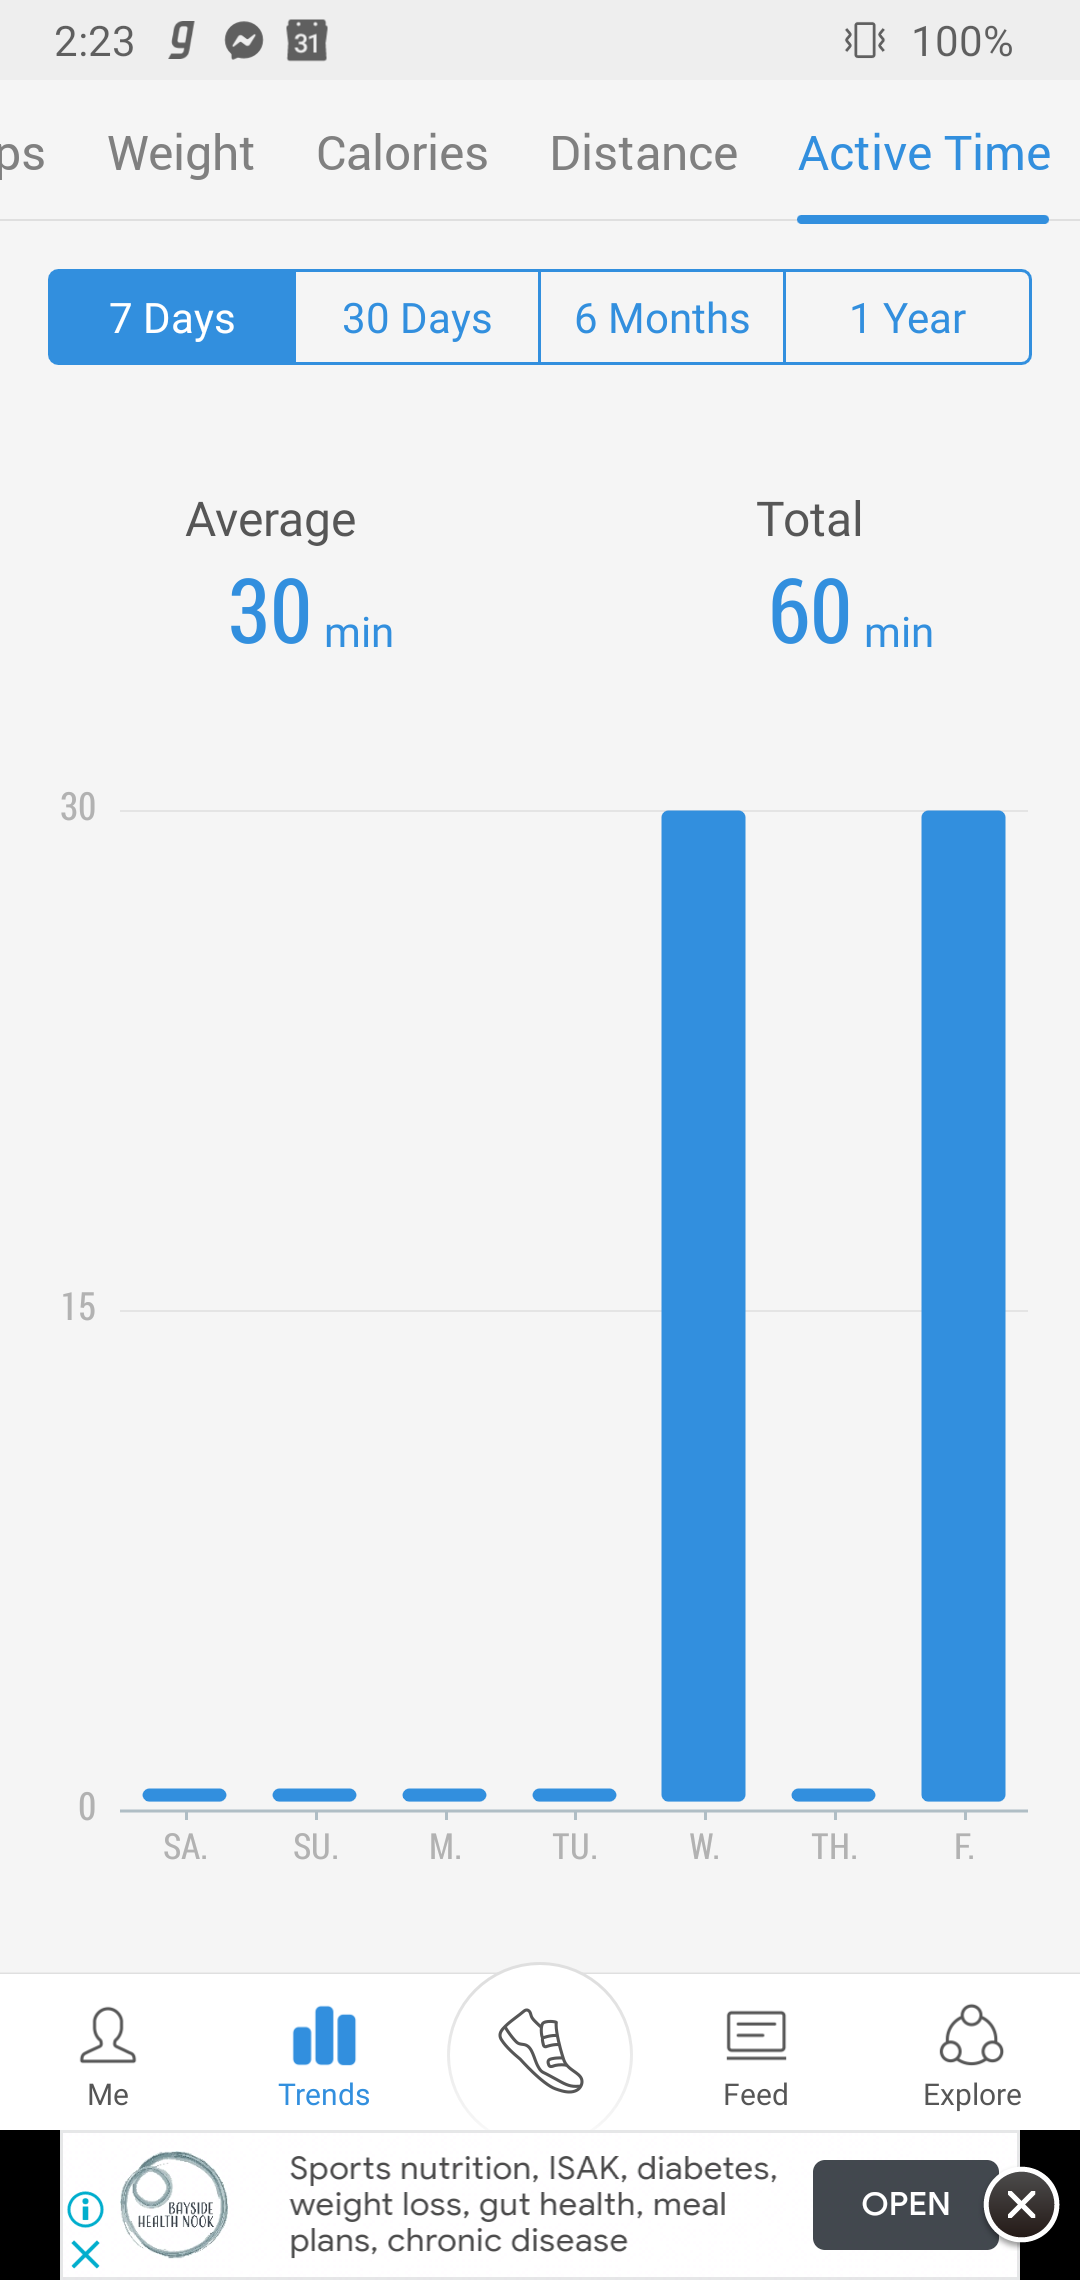 2:23 g 31 100%
ps Weight Calories Distance Active Time
7 Days 30 Days 6 Months 1 Year
Average Total
30 min 60 min
30
15
0
SA. SU. M. TU. W. TH. F.
Me Trends Feed Explore
BAYSIDE
HEALTH NOOK
Sports nutrition, ISAK, diabetes,
weight loss, gut health, meal
plans, chronic disease
OPEN